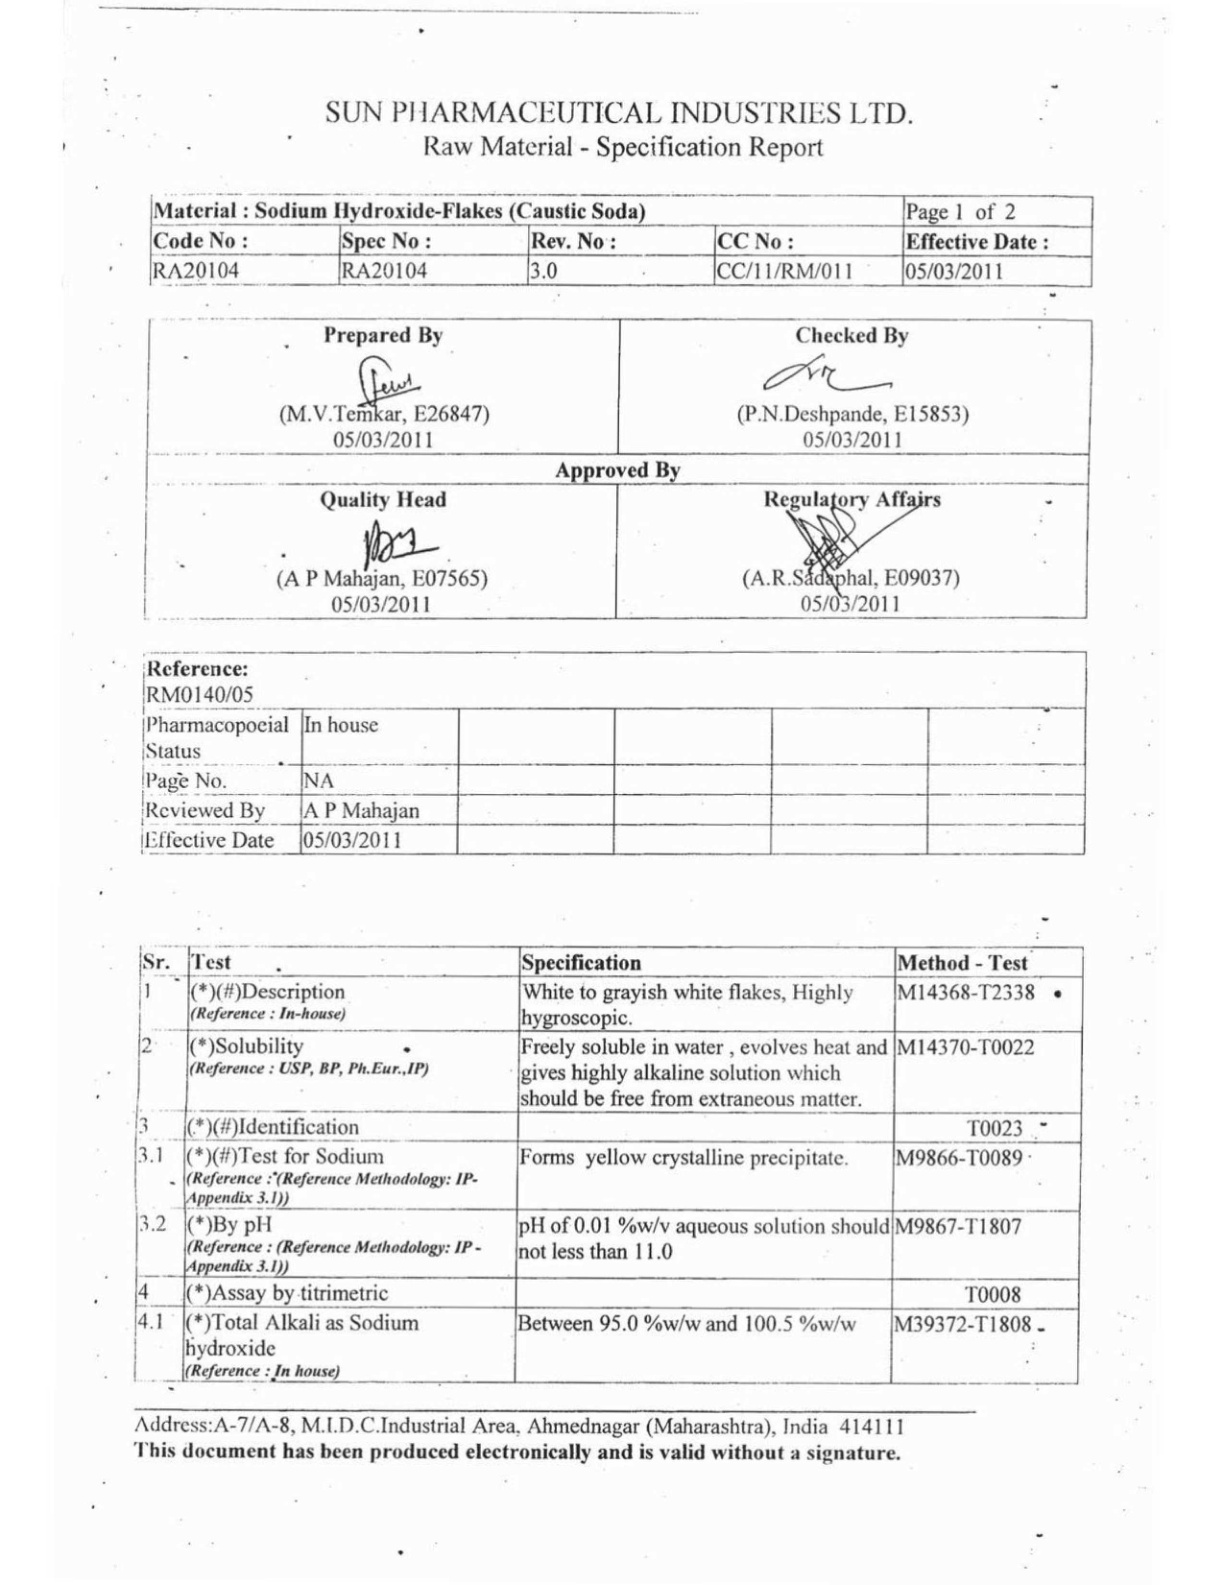 SUN PHARMACEUTICAL INDUSTRIES LTD.
Raw Material - Specification Report
Material : Sodium Hydroxide-Flakes (Caustic Soda) Page 1 of 2
Code No : Spec No : Rev. No : CC No : Effective Date :
RA20104 RA20104 3.0 CC/11/RM/011 05/03/2011
Prepared By Checked By
(M.V.Temkar, E26847) (P.N.Deshpande, E15853)
05/03/2011 05/03/2011
Approved By
Quality Head Regulatory Affairs
(A P Mahajan, E07565) (A.R.Sadaphal, E09037)
05/03/2011 05/03/2011
Reference:
RM0140/05
Pharmacopoeial In house
Status
Page No. NA
Reviewed By A P Mahajan
Effective Date 05/03/2011
Sr. Test Specification Method - Test
1 (*)(#)Description White to grayish white flakes, Highly M14368-T2338
(Reference : In-house) hygroscopic.
2 (*)Solubility Freely soluble in water , evolves heat and M14370-T0022
(Reference : USP, BP, Ph.Eur.,IP) gives highly alkaline solution which
should be free from extraneous matter.
3 (*)(#)Identification T0023
3.1 (*)(#)Test for Sodium Forms yellow crystalline precipitate. M9866-T0089
(Reference : (Reference Methodology: IP-
Appendix 3.1))
3.2 (*)By pH pH of 0.01 %w/v aqueous solution should M9867-T1807
(Reference : (Reference Methodology: IP - not less than 11.0
Appendix 3.1))
4 (*)Assay by titrimetric T0008
4.1 (*)Total Alkali as Sodium Between 95.0 %w/w and 100.5 %w/w M39372-T1808
hydroxide
(Reference : In house)
Address:A-7/A-8, M.I.D.C.Industrial Area, Ahmednagar (Maharashtra), India 414111
This document has been produced electronically and is valid without a signature.